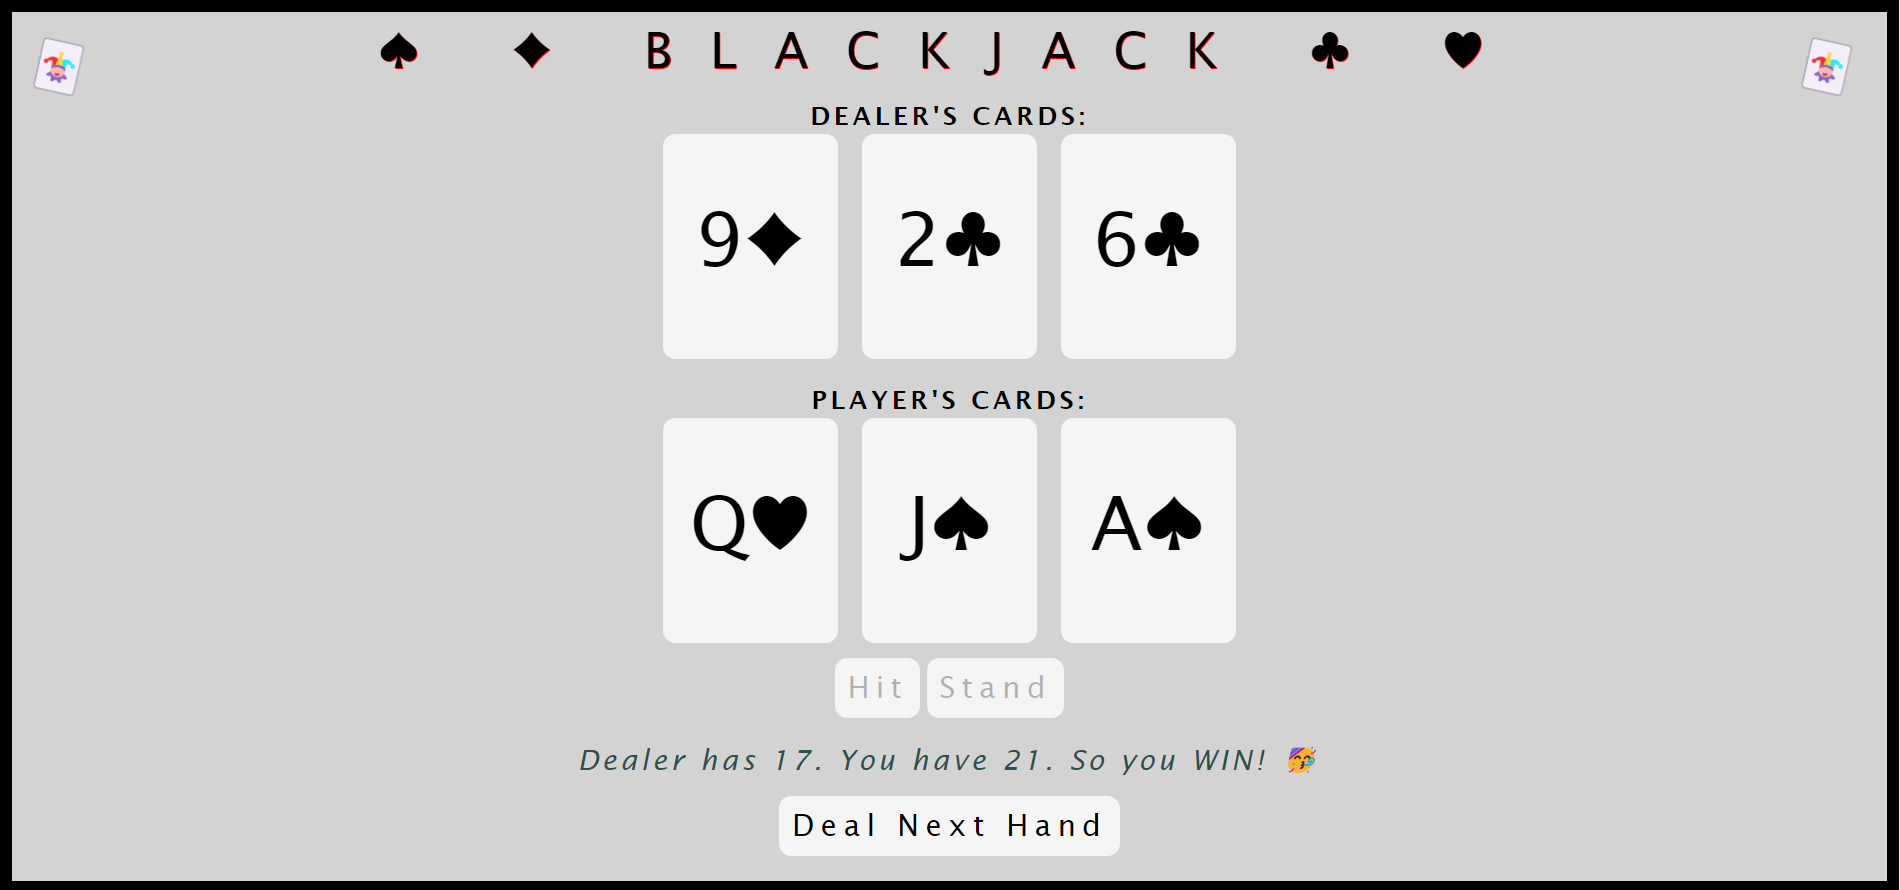 ♠ ♦ BLACKJACK ♣ ♥
DEALER'S CARDS:
9♦ 2♣ 6♣
PLAYER'S CARDS:
Q♥ J♠ A♠
Hit Stand
Dealer has 17. You have 21. So you WIN! 🥳
Deal Next Hand